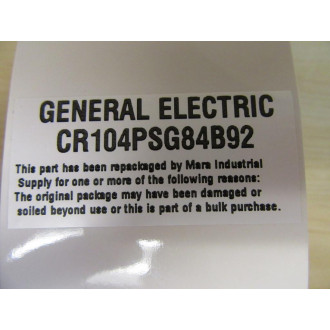 GENERAL ELECTRIC
CR104PSG84B92
This part has been repackaged by Mara Industrial
Supply for one or more of the following reasons:
The original package may have been damaged or
soiled beyond use or this is part of a bulk purchase.